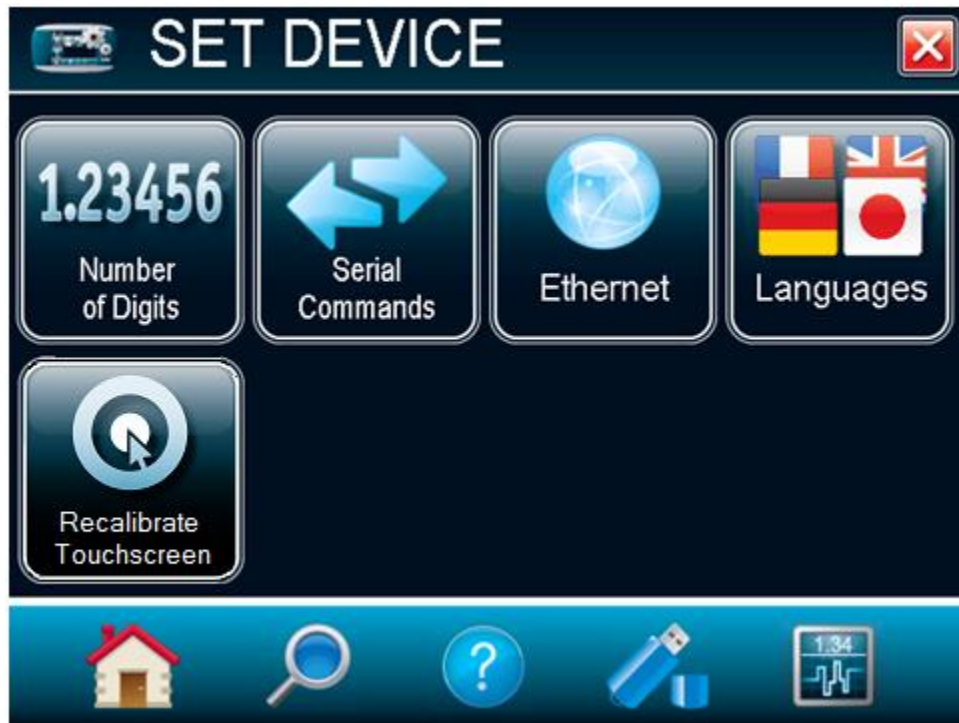 SET DEVICE
1.23456
Number
of Digits
Serial
Commands
Ethernet
Languages
Recalibrate
Touchscreen
?
1.34